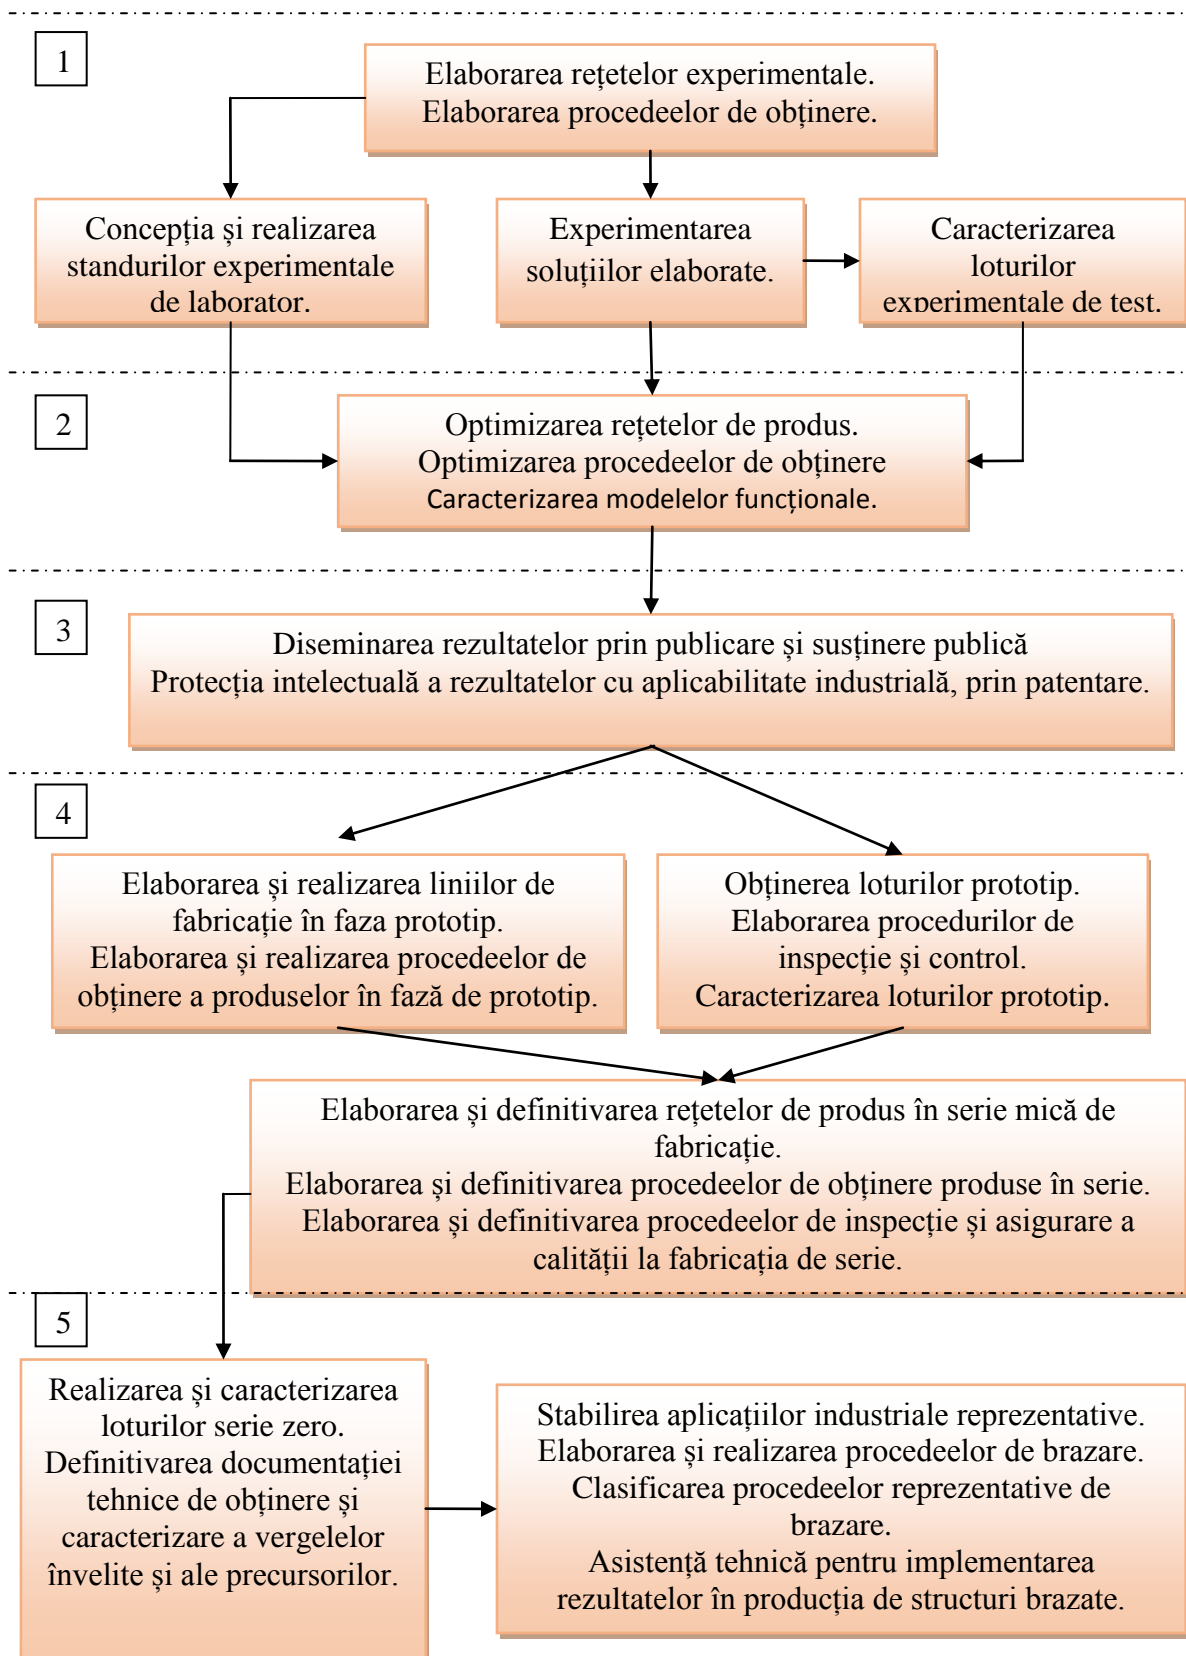 1
Elaborarea rețetelor experimentale.
Elaborarea procedeelor de obținere.
Concepția și realizarea
standurilor experimentale
de laborator.
Experimentarea
soluțiilor elaborate.
Caracterizarea
loturilor
experimentale de test.
2
Optimizarea rețetelor de produs.
Optimizarea procedeelor de obținere
Caracterizarea modelelor funcționale.
3
Diseminarea rezultatelor prin publicare și susținere publică
Protecția intelectuală a rezultatelor cu aplicabilitate industrială, prin patentare.
4
Elaborarea și realizarea liniilor de
fabricație în faza prototip.
Elaborarea și realizarea procedeelor de
obținere a produselor în fază de prototip.
Obținerea loturilor prototip.
Elaborarea procedurilor de
inspecție și control.
Caracterizarea loturilor prototip.
Elaborarea și definitivarea rețetelor de produs în serie mică de
fabricație.
Elaborarea și definitivarea procedeelor de obținere produse în serie.
Elaborarea și definitivarea procedeelor de inspecție și asigurare a
calității la fabricația de serie.
5
Realizarea și caracterizarea
loturilor serie zero.
Definitivarea documentației
tehnice de obținere și
caracterizare a vergelelor
învelite și ale precursorilor.
Stabilirea aplicațiilor industriale reprezentative.
Elaborarea și realizarea procedeelor de brazare.
Clasificarea procedeelor reprezentative de
brazare.
Asistență tehnică pentru implementarea
rezultatelor în producția de structuri brazate.